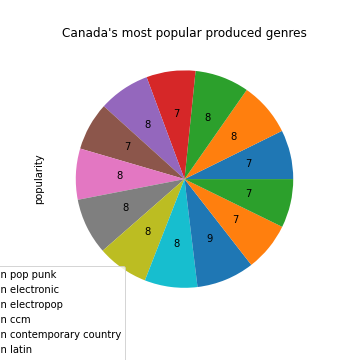 Canada's most popular produced genres
7
8
8
7
8
7
8
8
8
8
9
7
7
popularity
n pop punk
n electronic
n electropop
n ccm
n contemporary country
n latin